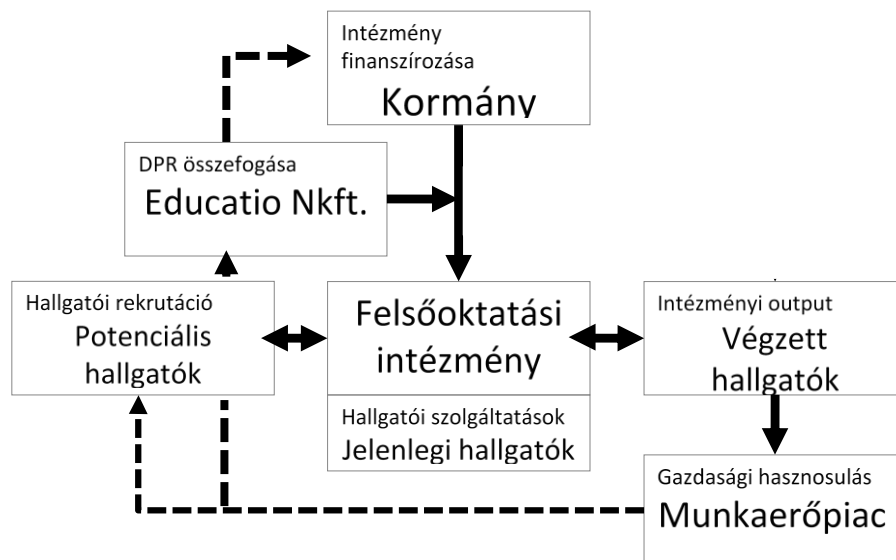 Intézmény
finanszírozása
Kormány
DPR összefogása
Educatio Nkft.
Hallgatói rekrutáció
Potenciális
hallgatók
Felsőoktatási
intézmény
Hallgatói szolgáltatások
Jelenlegi hallgatók
Intézményi output
Végzett
hallgatók
Gazdasági hasznosulás
Munkaerőpiac